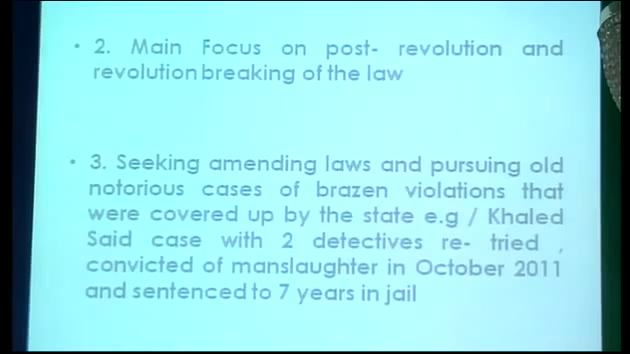 • 2. Main Focus on post- revolution and
revolution breaking of the law
• 3. Seeking amending laws and pursuing old
notorious cases of brazen violations that
were covered up by the state e.g / Khaled
Said case with 2 detectives re- tried ,
convicted of manslaughter in October 2011
and sentenced to 7 years in jail